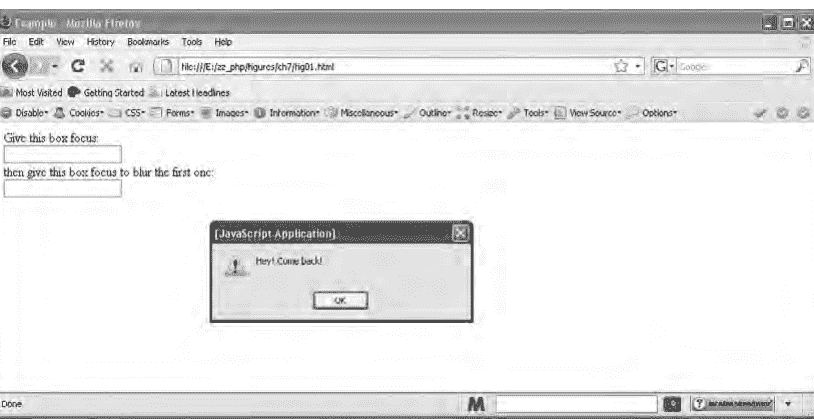 Example - Mozilla Firefox
File Edit View History Bookmarks Tools Help
file:///E:/zz_php/figures/ch7/fig01.html
G Google
Most Visited Getting Started Latest Headlines
Disable Cookies CSS Forms Images Information Miscellaneous Outline Resize Tools View Source Options
Give this box focus:
then give this box focus to blur the first one:
[JavaScript Application]
Hey! Come back!
OK
Done
M